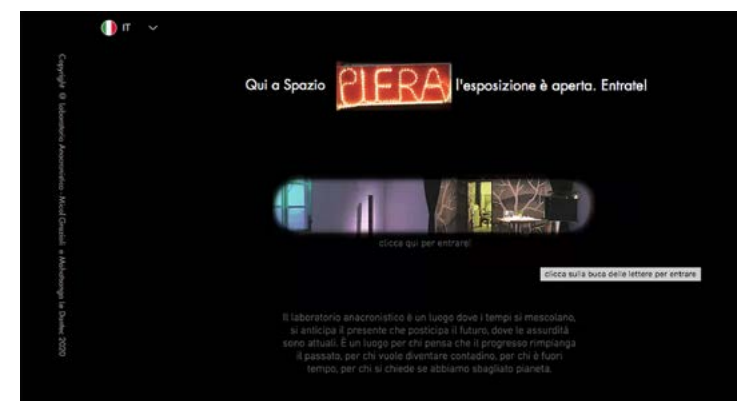 IT
Qui a Spazio PIERA l'esposizione è aperta. Entrate!
clicca qui per entrare!
clicca sulla buca delle lettere per entrare
Il laboratorio anacronistico è un luogo dove i tempi si mescolano,
si anticipa il presente che posticipa il futuro, dove le assurdità
sono attuali. È un luogo per chi pensa che il progresso rimpianga
il passato, per chi vuole diventare contadino, per chi è fuori
tempo, per chi si chiede se abbiamo sbagliato pianeta.
Copyright © Laboratorio Anacronistico - Micol Grazioli e Mahatsanga Le Dantec 2020